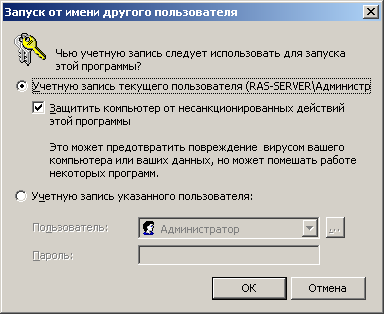 Запуск от имени другого пользователя
Чью учетную запись следует использовать для запуска
этой программы?
Учетную запись текущего пользователя (RAS-SERVER\Администр
Защитить компьютер от несанкционированных действий
этой программы
Это может предотвратить повреждение вирусом вашего
компьютера или ваших данных, но может помешать работе
некоторых программ.
Учетную запись указанного пользователя:
Пользователь: Администратор ...
Пароль:
ОК Отмена